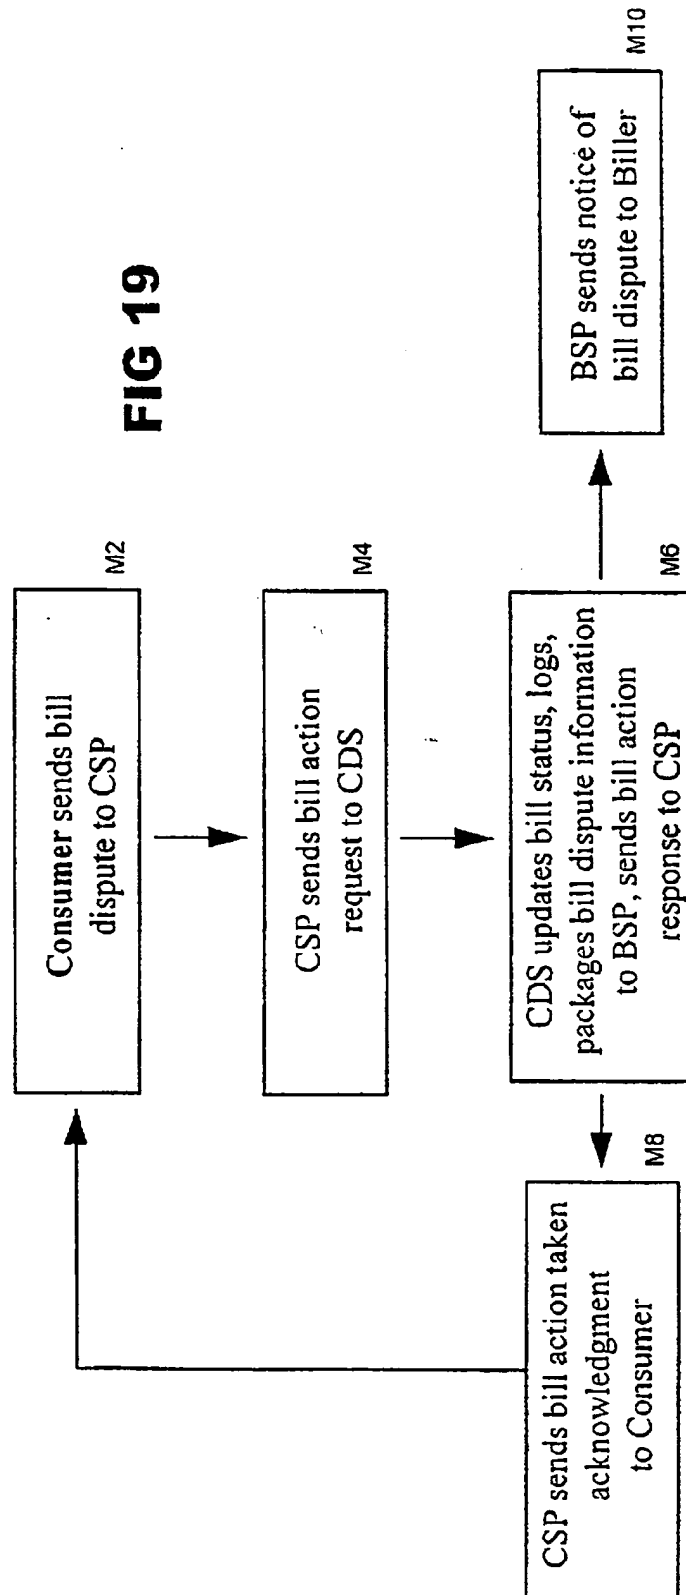 FIG 19
Consumer sends bill
dispute to CSP
M2
CSP sends bill action
request to CDS
M4
CDS updates bill status, logs,
packages bill dispute information
to BSP, sends bill action
response to CSP
M6
CSP sends bill action taken
acknowledgment
to Consumer
M8
BSP sends notice of
bill dispute to Biller
M10